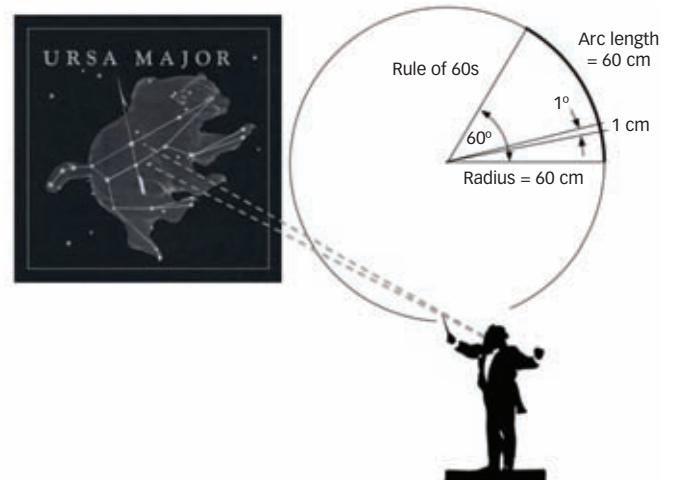 URSA MAJOR
Rule of 60s
Arc length
= 60 cm
1º
1 cm
60º
Radius = 60 cm